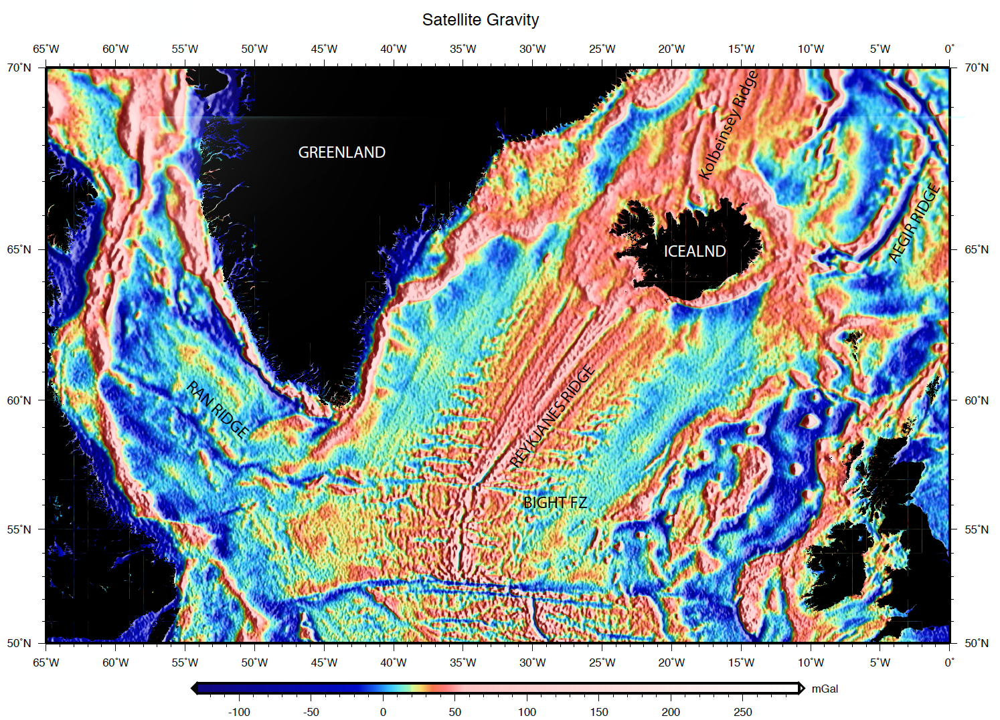 Satellite Gravity
65°W 60°W 55°W 50°W 45°W 40°W 35°W 30°W 25°W 20°W 15°W 10°W 5°W 0°
70°N 70°N
Kolbeinsey Ridge
GREENLAND
AEGIR RIDGE
65°N ICEALND 65°N
RAN RIDGE
REYKJANES RIDGE
60°N 60°N
BIGHT FZ
55°N 55°N
50°N 50°N
65°W 60°W 55°W 50°W 45°W 40°W 35°W 30°W 25°W 20°W 15°W 10°W 5°W 0°
mGal
-100 -50 0 50 100 150 200 250